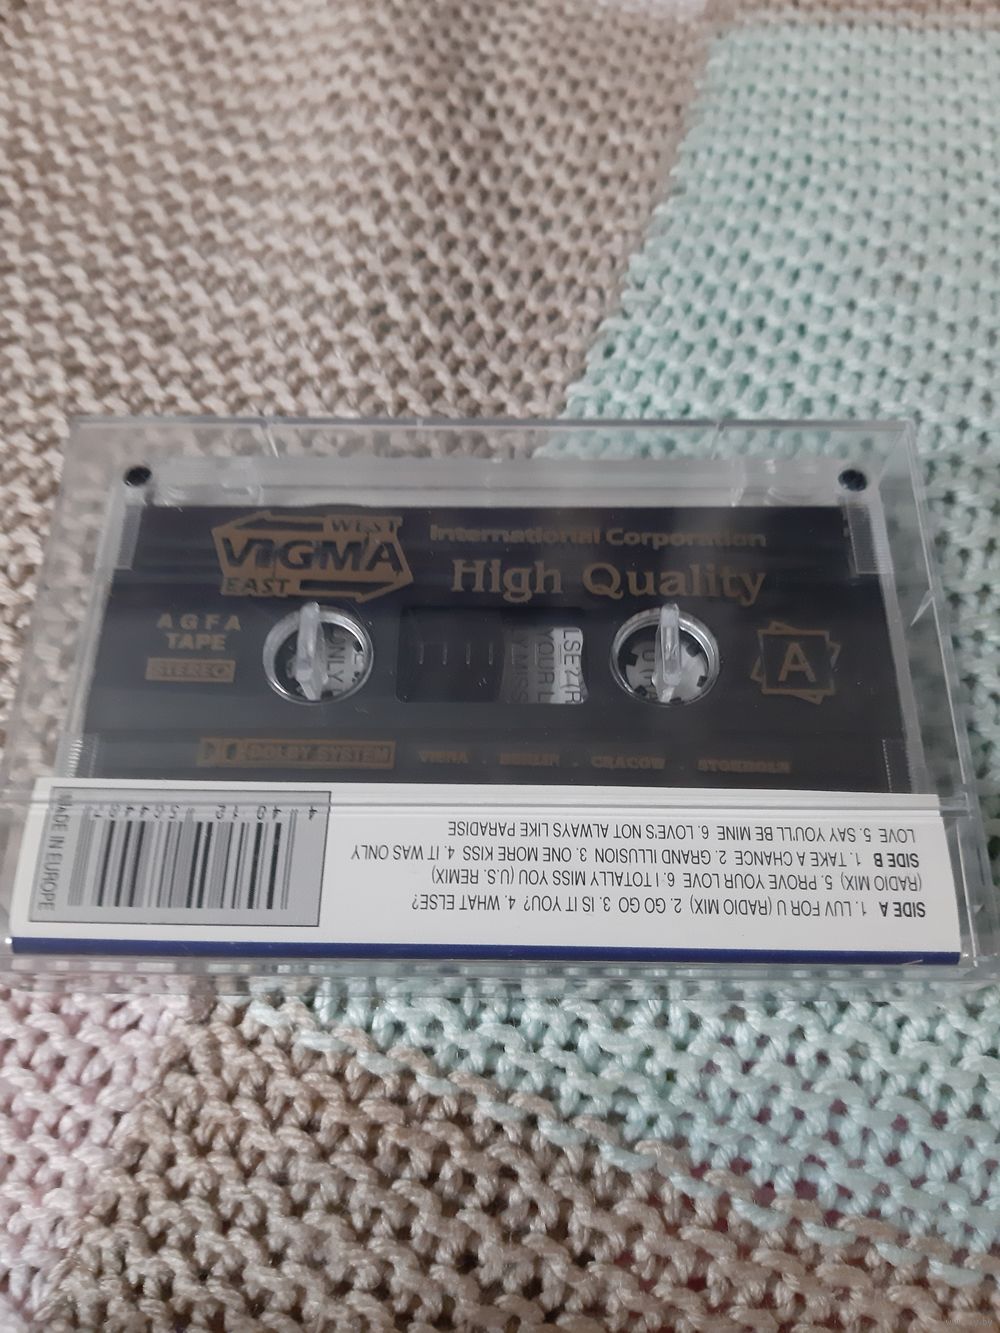 WEST
VIGMA
EAST
International Corporation
High Quality
AGFA
TAPE
STEREO
A
DOLBY SYSTEM
VIGMA . BERLIN . CRACOW . STOKHOLM
SIDE A 1. LUV FOR U (RADIO MIX) 2. GO GO 3. IS IT YOU? 4. WHAT ELSE?
(RADIO MIX) 5. PROVE YOUR LOVE 6. I TOTALLY MISS YOU (U.S. REMIX)
SIDE B 1. TAKE A CHANCE 2. GRAND ILLUSION 3. ONE MORE KISS 4. IT WAS ONLY
LOVE 5. SAY YOU'LL BE MINE 6. LOVE'S NOT ALWAYS LIKE PARADISE
MADE IN EUROPE